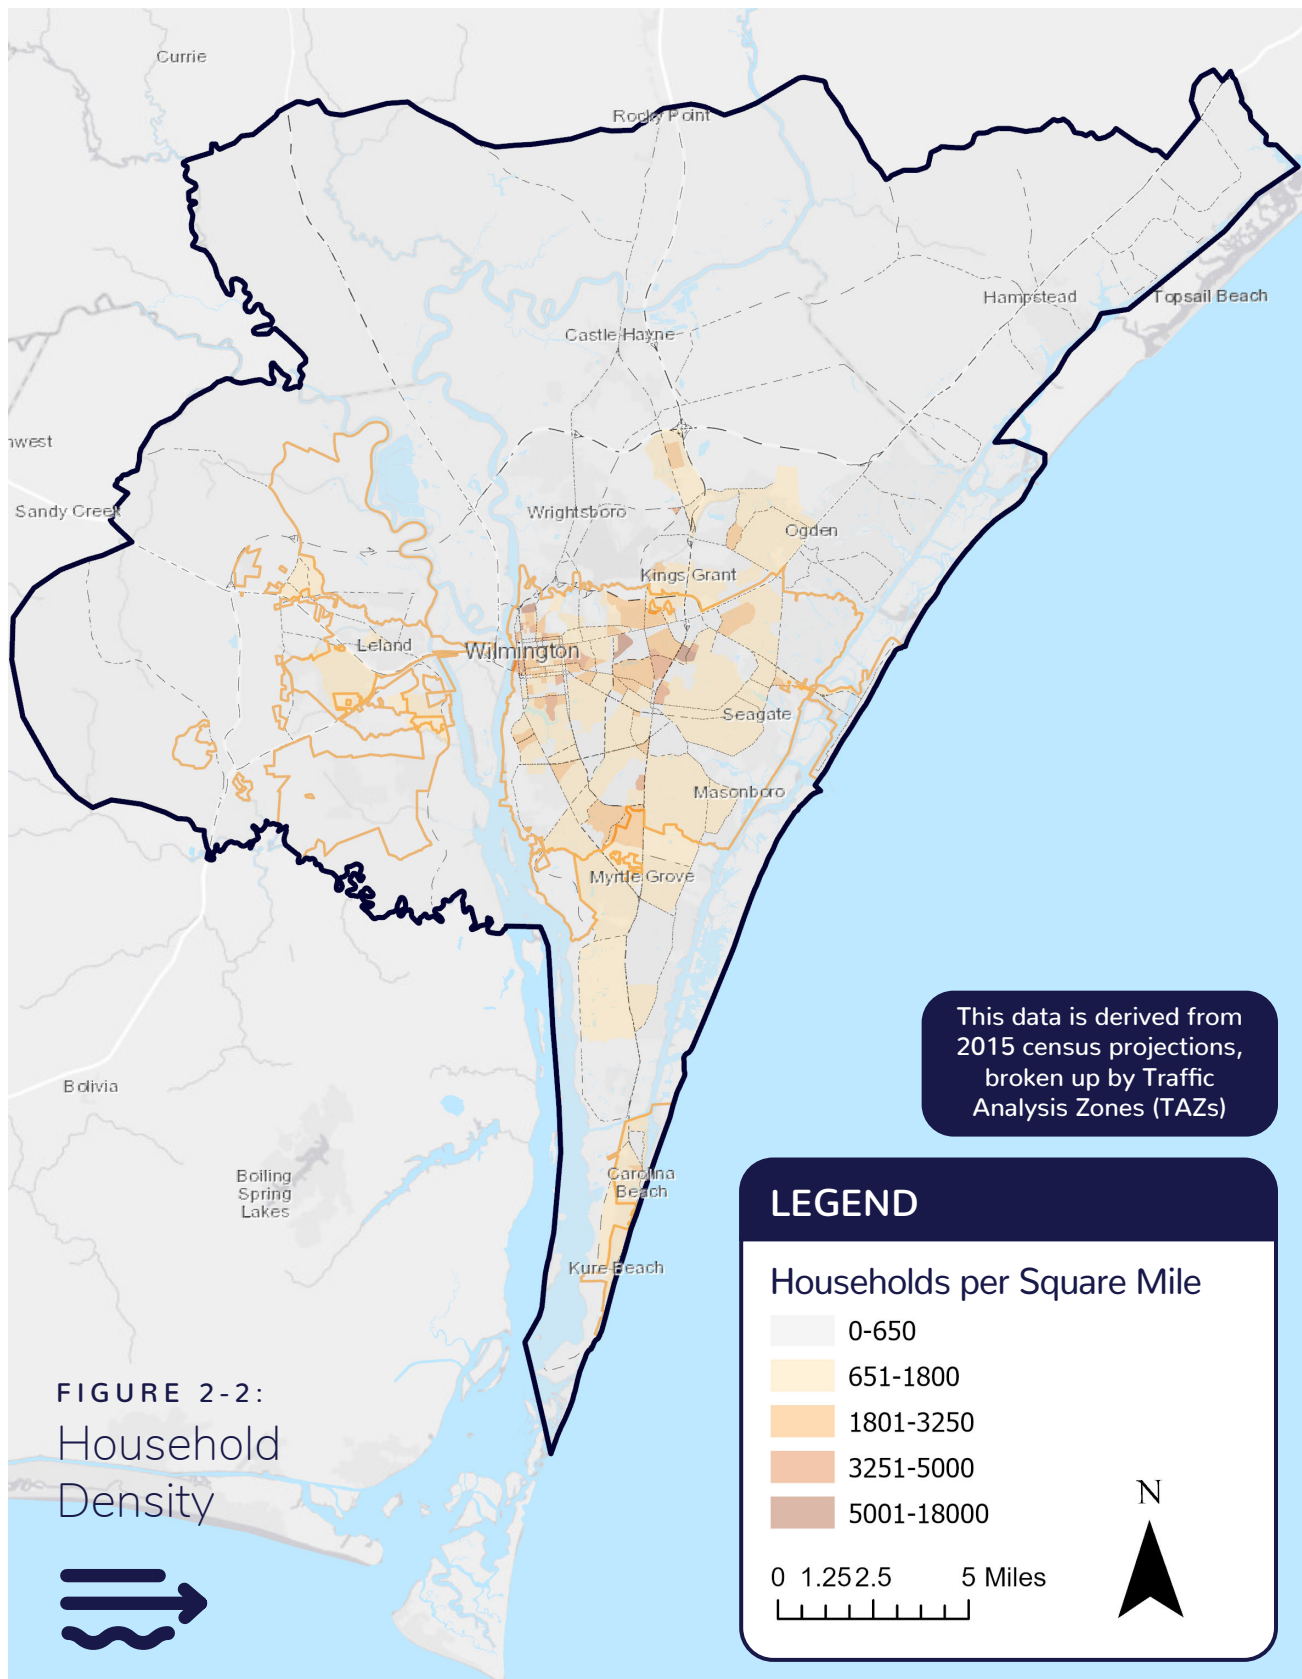 Currie
Rocky Point
Hampstead
Topsail Beach
Castle Hayne
nwest
Sandy Creek
Wrightsboro
Ogden
Kings Grant
Leland
Wilmington
Seagate
Masonboro
Myrtle Grove
Bolivia
Boiling
Spring
Lakes
Carolina
Beach
Kure Beach
This data is derived from
2015 census projections,
broken up by Traffic
Analysis Zones (TAZs)
LEGEND
Households per Square Mile
0-650
651-1800
1801-3250
3251-5000
5001-18000
0 1.25 2.5 5 Miles
N
FIGURE 2-2:
Household
Density